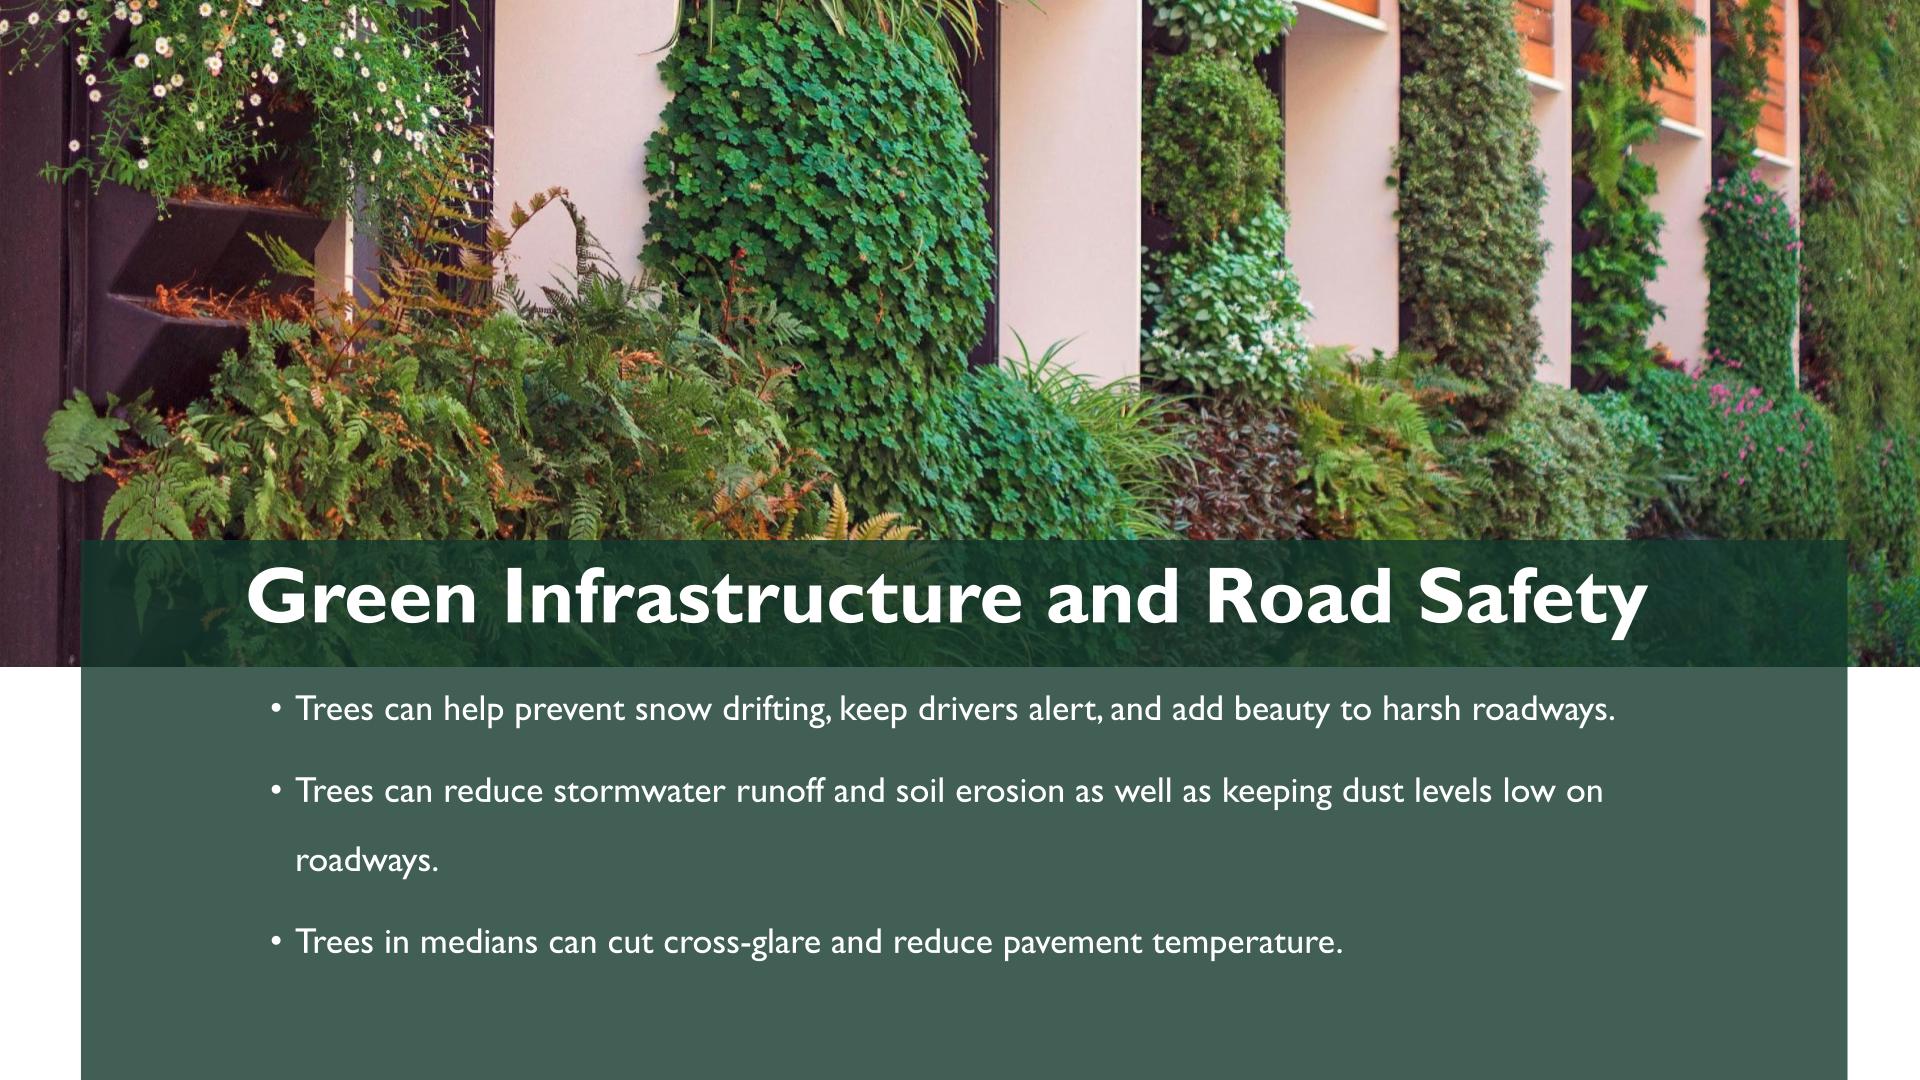 Green Infrastructure and Road Safety
• Trees can help prevent snow drifting, keep drivers alert, and add beauty to harsh roadways.
• Trees can reduce stormwater runoff and soil erosion as well as keeping dust levels low on
roadways.
• Trees in medians can cut cross-glare and reduce pavement temperature.